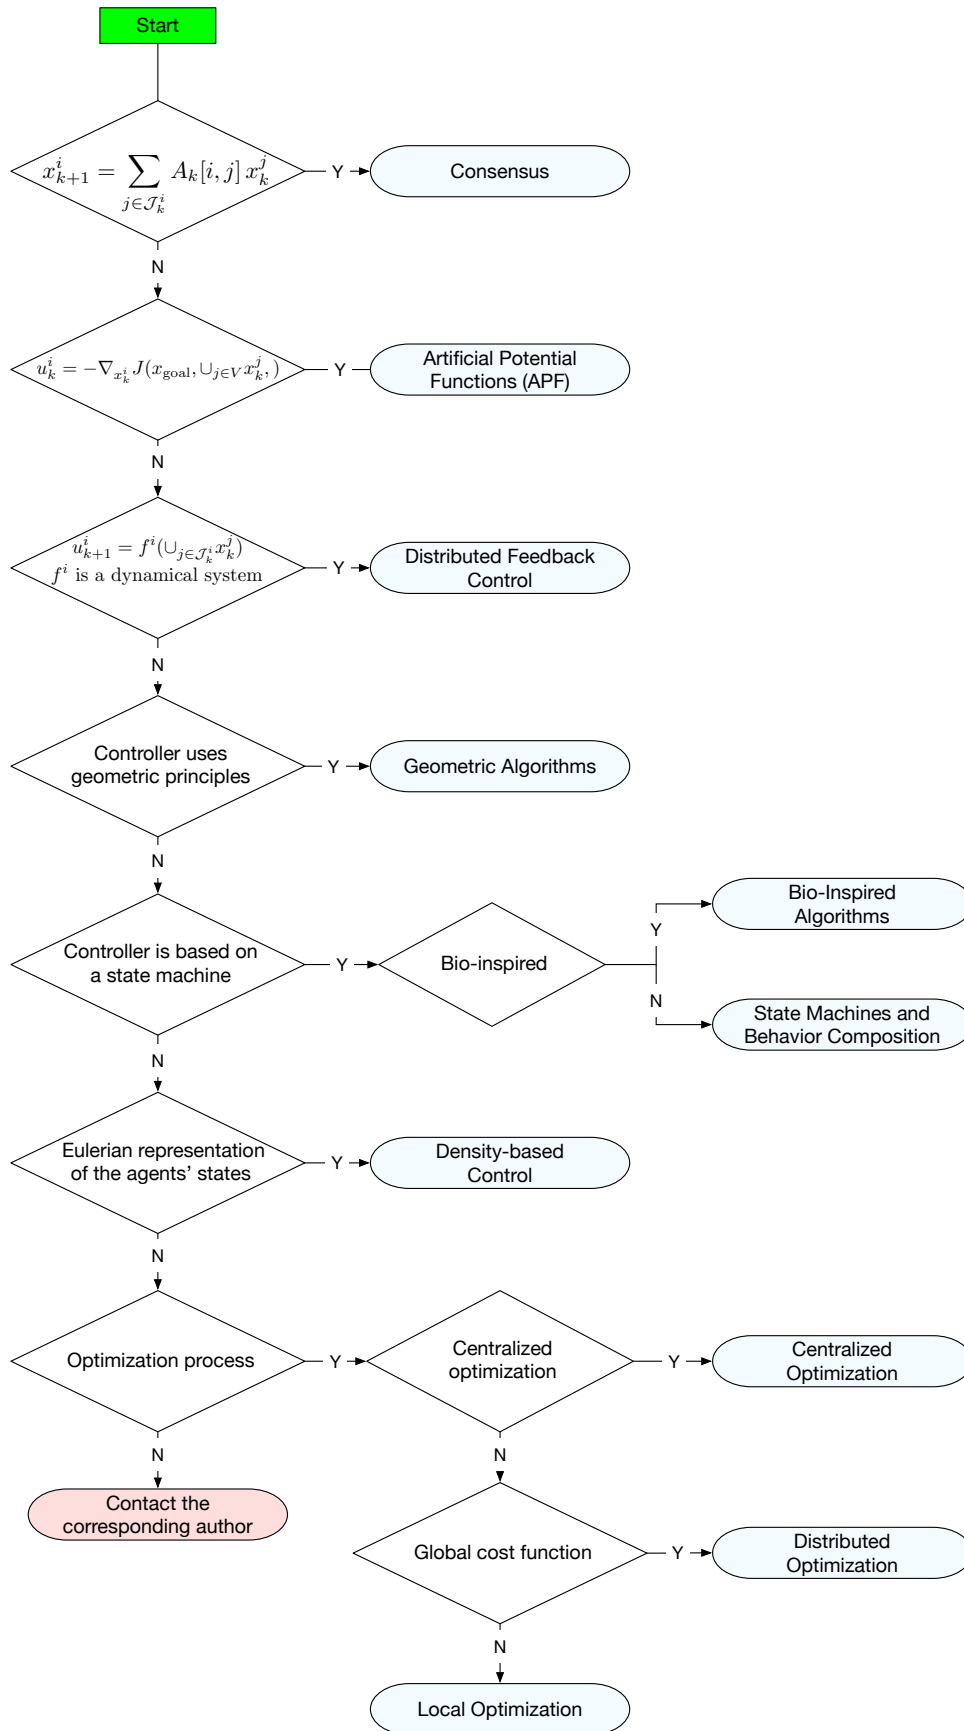 Start
x^i_{k+1} = \sum_{j \in \mathcal{J}^i_k} A_k[i, j] x^j_k
Y
Consensus
N
u^i_k = -\nabla_{x^i_k} J(x_{goal}, \cup_{j \in V} x^j_k, )
Y
Artificial Potential
Functions (APF)
N
u^i_{k+1} = f^i(\cup_{j \in \mathcal{J}^i_k} x^j_k)
f^i is a dynamical system
Y
Distributed Feedback
Control
N
Controller uses
geometric principles
Y
Geometric Algorithms
N
Controller is based on
a state machine
Y
Bio-inspired
Y
Bio-Inspired
Algorithms
N
State Machines and
Behavior Composition
N
Eulerian representation
of the agents' states
Y
Density-based
Control
N
Optimization process
Y
Centralized
optimization
Y
Centralized
Optimization
N
Contact the
corresponding author
N
Global cost function
Y
Distributed
Optimization
N
Local Optimization